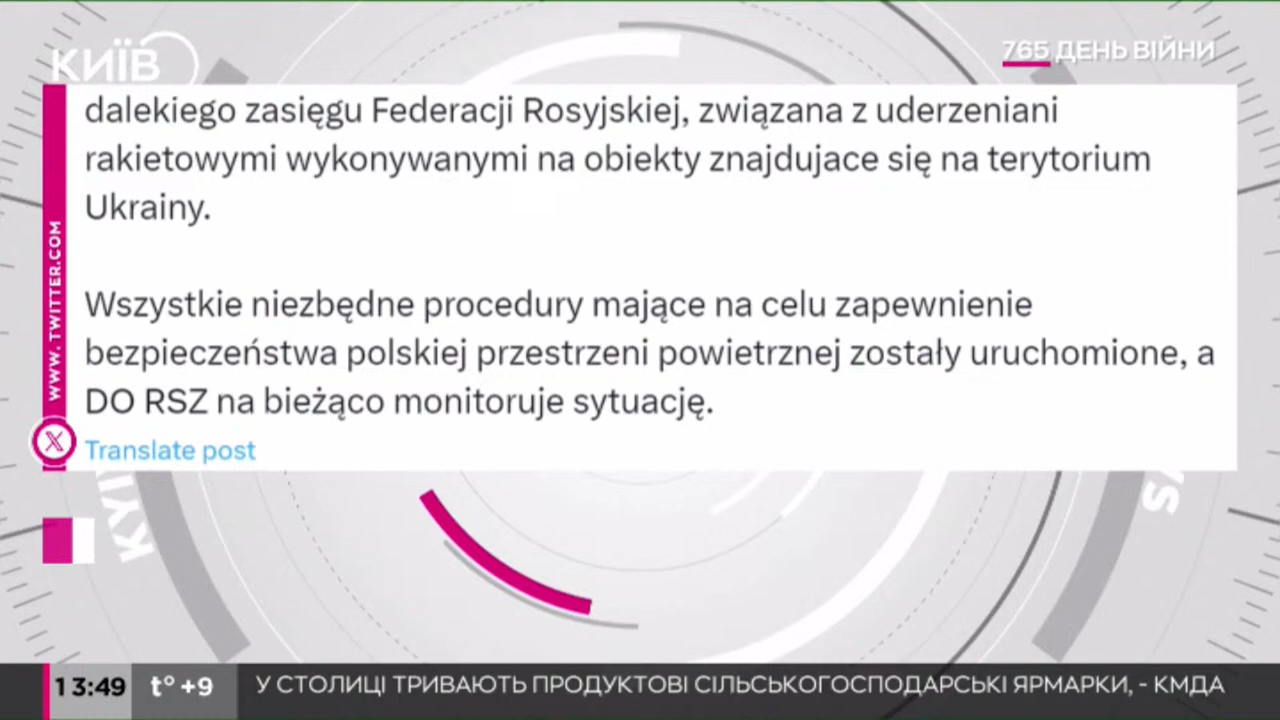 КИЇВ
765 ДЕНЬ ВІЙНИ
dalekiego zasięgu Federacji Rosyjskiej, związana z uderzeniani
rakietowymi wykonywanymi na obiekty znajdujace się na terytorium
Ukrainy.
Wszystkie niezbędne procedury mające na celu zapewnienie
bezpieczeństwa polskiej przestrzeni powietrznej zostały uruchomione, a
DO RSZ na bieżąco monitoruje sytuację.
Translate post
WWW. TWITTER.COM
13:49 t° +9 У СТОЛИЦІ ТРИВАЮТЬ ПРОДУКТОВІ СІЛЬСЬКОГОСПОДАРСЬКІ ЯРМАРКИ, - КМДА